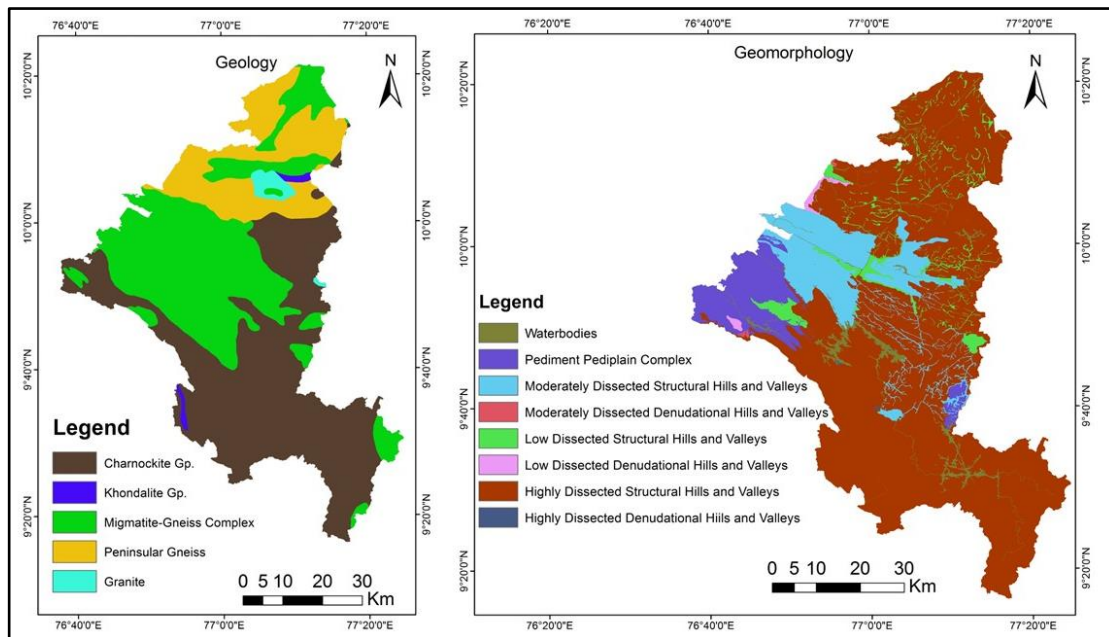 76°40'0"E 77°0'0"E 77°20'0"E
Geology
N
10°20'0"N
10°0'0"N
9°40'0"N
9°20'0"N
10°20'0"N
10°0'0"N
9°40'0"N
9°20'0"N
Legend
Charnockite Gp.
Khondalite Gp.
Migmatite-Gneiss Complex
Peninsular Gneiss
Granite
0 5 10 20 30
Km
76°40'0"E 77°0'0"E 77°20'0"E
76°40'0"E 77°0'0"E 77°20'0"E
Geomorphology
N
10°20'0"N
10°0'0"N
9°40'0"N
9°20'0"N
10°20'0"N
10°0'0"N
9°40'0"N
9°20'0"N
Legend
Waterbodies
Pediment Pediplain Complex
Moderately Dissected Structural Hills and Valleys
Moderately Dissected Denudational Hills and Valleys
Low Dissected Structural Hills and Valleys
Low Dissected Denudational Hills and Valleys
Highly Dissected Structural Hills and Valleys
Highly Dissected Denudational Hiils and Valleys
0 5 10 20 30
Km
76°40'0"E 77°0'0"E 77°20'0"E